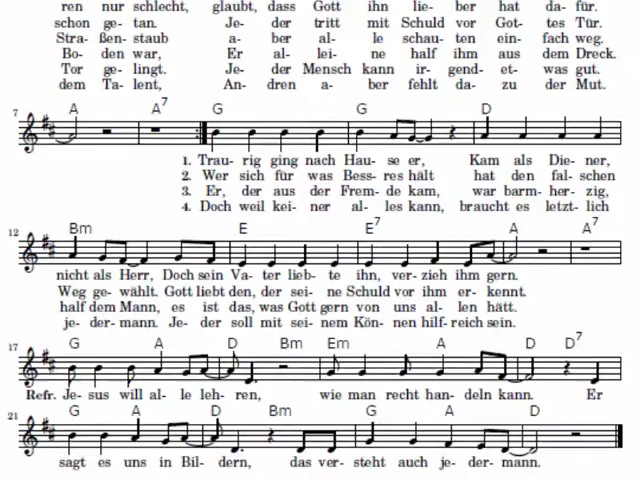 ren nur schlecht, glaubt, dass Gott ihn lie- ber hat da- für.
schon ge- tan. Je- der tritt mit Schuld vor Got- tes Tür.
Stra- ßen- staub a- ber al- le schau- ten ein- fach weg.
Bo- den war, Er al- lei- ne half ihm aus dem Dreck.
Tor ge- lingt. Je- der Mensch kann ir- gend- et- was gut.
dem Ta- lent, An- dren a- ber fehlt da- zu der Mut.
7 A A7 G G D
1. Trau- rig ging nach Hau- se er, Kam als Die- ner,
2. Wer sich für was Bess- res hält hat den fal- schen
3. Er, der aus der Frem- de kam, war barm- her- zig,
4. Doch weil kei- ner al- les kann, braucht es letzt- lich
12 Bm E E7 A A7
nicht als Herr, Doch sein Va- ter lieb- te ihn, ver- zieh ihm gern.
Weg ge- wählt. Gott liebt den, der sei- ne Schuld vor ihm er- kennt.
half dem Mann, es ist das, was Gott gern von uns al- len hätt.
je- der- mann. Je- der soll mit sei- nem Kön- nen hilf- reich sein.
17 G A D Bm Em A D D7
Refr. Je- sus will al- le leh- ren, wie man recht han- deln kann. Er
21 G A D Bm G A D
sagt es uns in Bil- dern, das ver- steht auch je- der- mann.